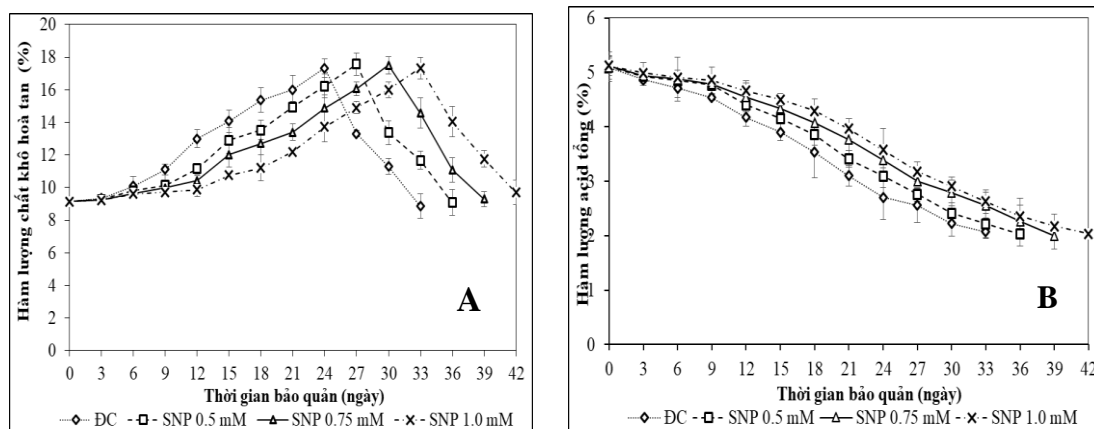 Hàm lượng chất khô hoà tan (%)
20
18
16
14
12
10
8
6
4
2
0
A
0 3 6 9 12 15 18 21 24 27 30 33 36 39 42
Thời gian bảo quản (ngày)
ĐC SNP 0.5 mM SNP 0.75 mM SNP 1.0 mM
Hàm lượng acid tổng (%)
6
5
4
3
2
1
0
B
0 3 6 9 12 15 18 21 24 27 30 33 36 39 42
Thời gian bảo quản (ngày)
ĐC SNP 0.5 mM SNP 0.75 mM SNP 1.0 mM